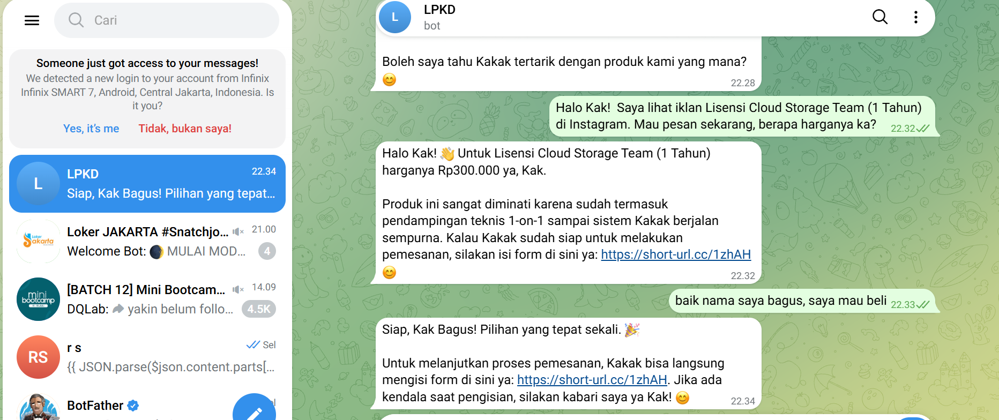 Cari
Someone just got access to your messages!
We detected a new login to your account from Infinix
Infinix SMART 7, Android, Central Jakarta, Indonesia. Is
it you?
Yes, it's me
Tidak, bukan saya!
L
LPKD
22.34
Siap, Kak Bagus! Pilihan yang tepat...
Loker
Jakarta
Loker JAKARTA #Snatchjo...
21.00
Welcome Bot: 🌒 MULAI MOD...
4
mini
bootcamp
[BATCH 12] Mini Bootcam...
14.09
DQLab: yakin belum follo...
4.5K
RS
r s
Sel
{{ JSON.parse($json.content.parts[...
BotFather
L
LPKD
bot
Boleh saya tahu Kakak tertarik dengan produk kami yang mana?
😊
22.28
Halo Kak!  Saya lihat iklan Lisensi Cloud Storage Team (1 Tahun)
di Instagram. Mau pesan sekarang, berapa harganya ka?
22.32
Halo Kak! 👋 Untuk Lisensi Cloud Storage Team (1 Tahun)
harganya Rp300.000 ya, Kak.
Produk ini sangat diminati karena sudah termasuk
pendampingan teknis 1-on-1 sampai sistem Kakak berjalan
sempurna. Kalau Kakak sudah siap untuk melakukan
pemesanan, silakan isi form di sini ya: https://short-url.cc/1zhAH
😊
22.32
baik nama saya bagus, saya mau beli
22.33
Siap, Kak Bagus! Pilihan yang tepat sekali. 🎉
Untuk melanjutkan proses pemesanan, Kakak bisa langsung
mengisi form di sini ya: https://short-url.cc/1zhAH. Jika ada
kendala saat pengisian, silakan kabari saya ya Kak! 😊
22.34